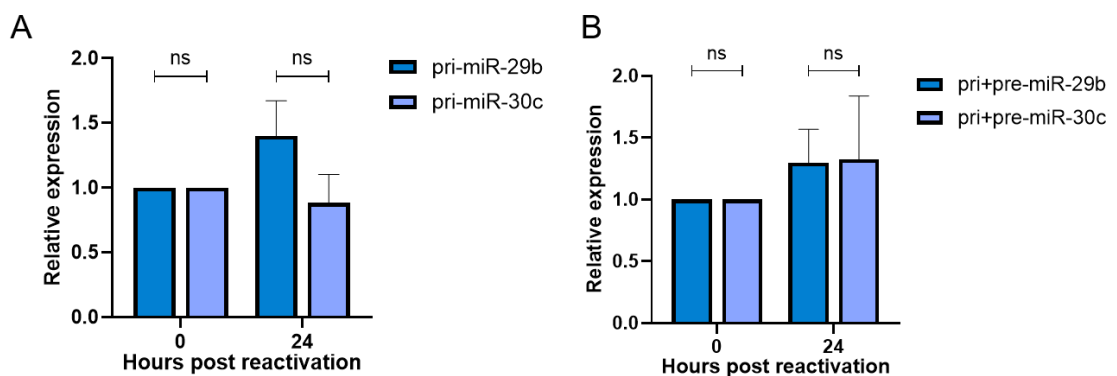 A
ns
ns
pri-miR-29b
pri-miR-30c
Relative expression
2.0
1.5
1.0
0.5
0.0
0
24
Hours post reactivation
B
ns
ns
pri+pre-miR-29b
pri+pre-miR-30c
Relative expression
2.0
1.5
1.0
0.5
0.0
0
24
Hours post reactivation